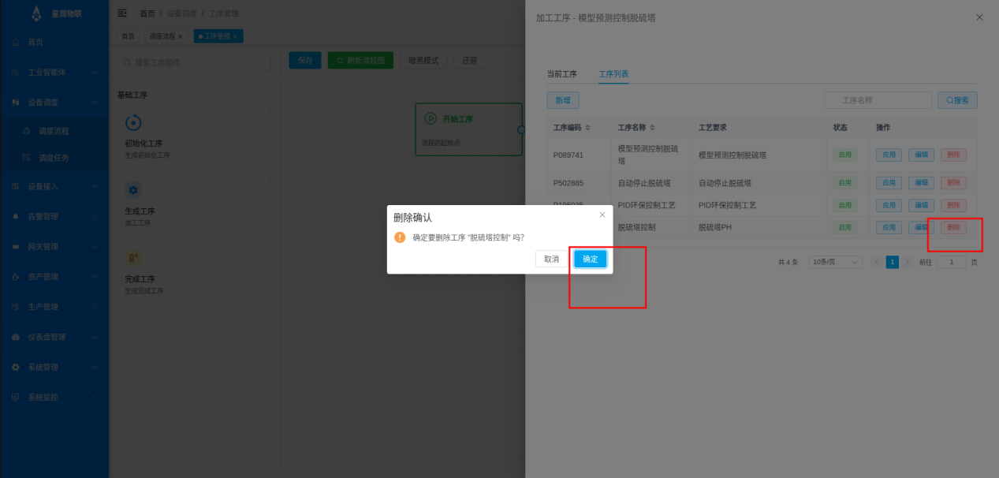 星观物联
首页
工业智能体
设备调度
调度流程
调度任务
设备接入
告警管理
网关管理
资产管理
生产管理
仪表盘管理
系统管理
系统监控
首页 / 设备调度 / 工序管理
首页 调度流程 × 工序管理 ×
搜索工序组件
保存 刷新流程图 暗黑模式 还原
基础工序
初始化工序
生成初始化工序
生成工序
加工工序
完成工序
生成完成工序
开始工序
流程的起始点
加工工序 - 模型预测控制脱硫塔
当前工序 工序列表
新增 工序名称 搜索
工序编码 工序名称 工艺要求 状态 操作
P089741 模型预测控制脱硫塔 模型预测控制脱硫塔 启用 应用 编辑 删除
P502885 自动停止脱硫塔 自动停止脱硫塔 启用 应用 编辑 删除
PID环保控制工艺 PID环保控制工艺 启用 应用 编辑 删除
脱硫塔控制 脱硫塔PH 启用 应用 编辑 删除
共 4 条 10条/页 1 前往 1 页
删除确认
确定要删除工序 "脱硫塔控制" 吗?
取消 确定